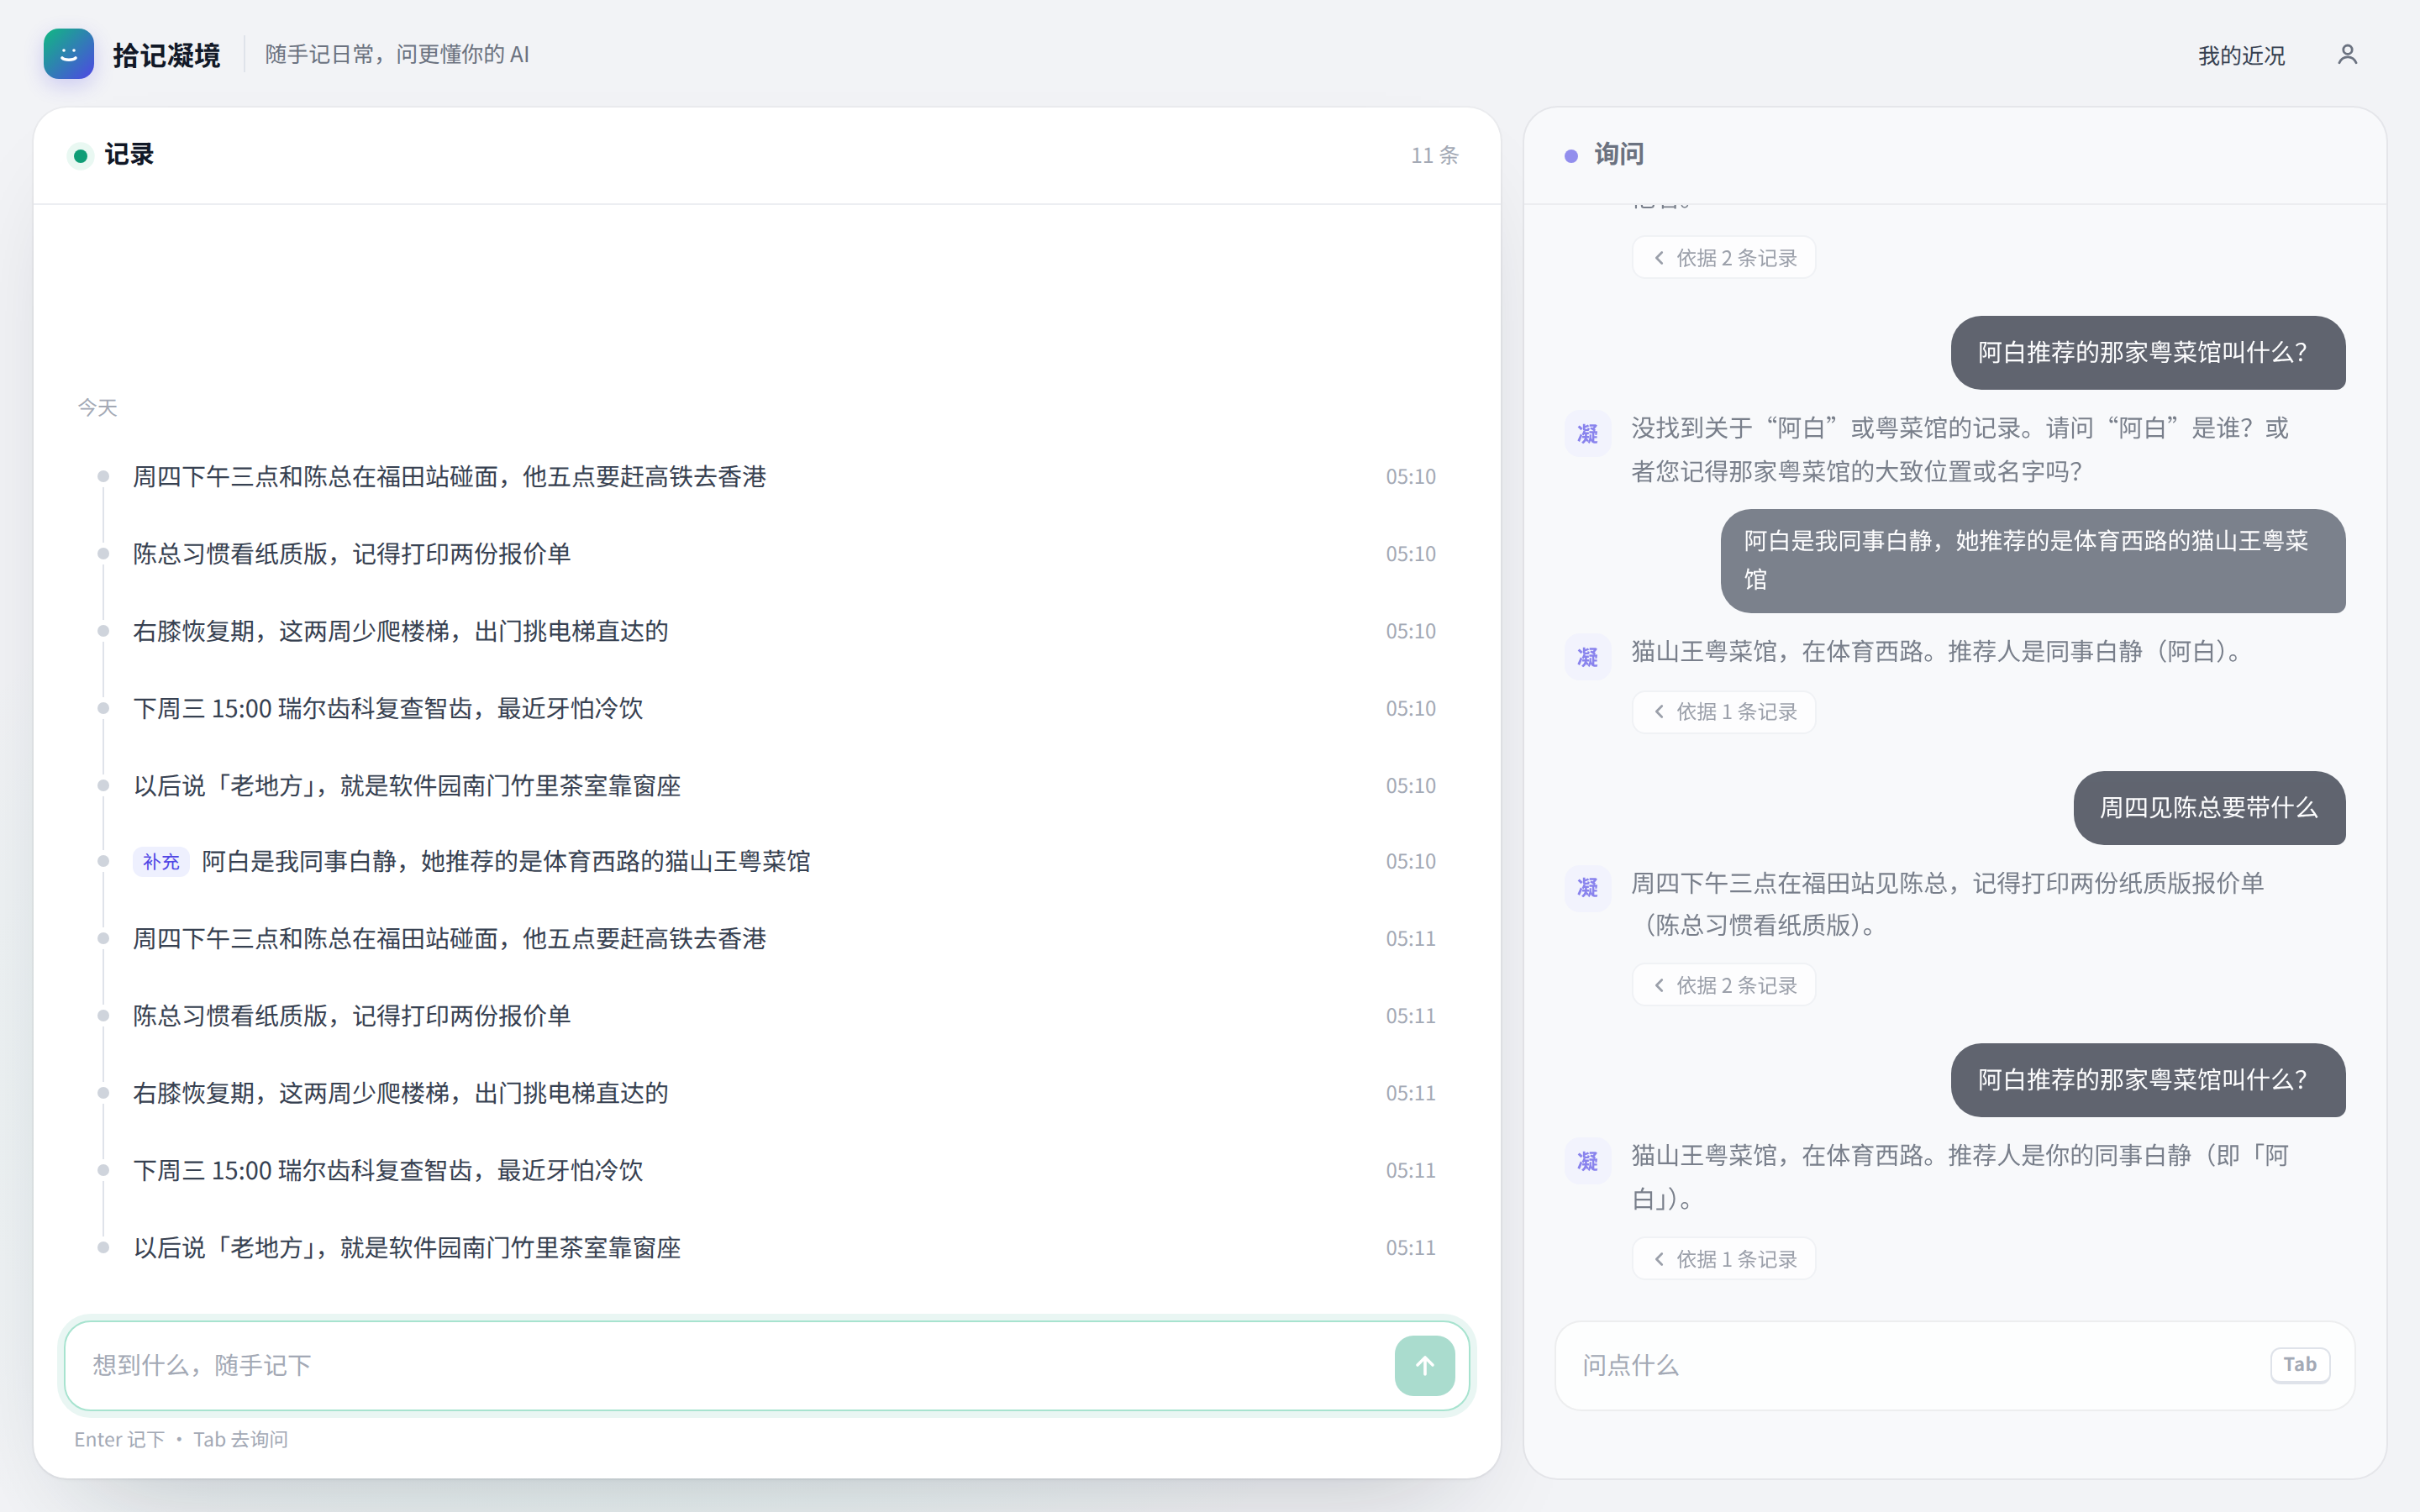 拾记凝境
随手记日常，问更懂你的 AI
我的近况
记录
11 条
今天
周四下午三点和陈总在福田站碰面，他五点要赶高铁去香港
05:10
陈总习惯看纸质版，记得打印两份报价单
05:10
右膝恢复期，这两周少爬楼梯，出门挑电梯直达的
05:10
下周三 15:00 瑞尔齿科复查智齿，最近牙怕冷饮
05:10
以后说「老地方」，就是软件园南门竹里茶室靠窗座
05:10
补充 阿白是我同事白静，她推荐的是体育西路的猫山王粤菜馆
05:10
周四下午三点和陈总在福田站碰面，他五点要赶高铁去香港
05:11
陈总习惯看纸质版，记得打印两份报价单
05:11
右膝恢复期，这两周少爬楼梯，出门挑电梯直达的
05:11
下周三 15:00 瑞尔齿科复查智齿，最近牙怕冷饮
05:11
以后说「老地方」，就是软件园南门竹里茶室靠窗座
05:11
想到什么，随手记下
Enter 记下 · Tab 去询问
询问
依据 2 条记录
阿白推荐的那家粤菜馆叫什么？
凝
没找到关于“阿白”或粤菜馆的记录。请问“阿白”是谁？或
者您记得那家粤菜馆的大致位置或名字吗？
阿白是我同事白静，她推荐的是体育西路的猫山王粤菜
馆
凝
猫山王粤菜馆，在体育西路。推荐人是同事白静（阿白）。
依据 1 条记录
周四见陈总要带什么
凝
周四下午三点在福田站见陈总，记得打印两份纸质版报价单
（陈总习惯看纸质版）。
依据 2 条记录
阿白推荐的那家粤菜馆叫什么？
凝
猫山王粤菜馆，在体育西路。推荐人是你的同事白静（即「阿
白」）。
依据 1 条记录
问点什么
Tab